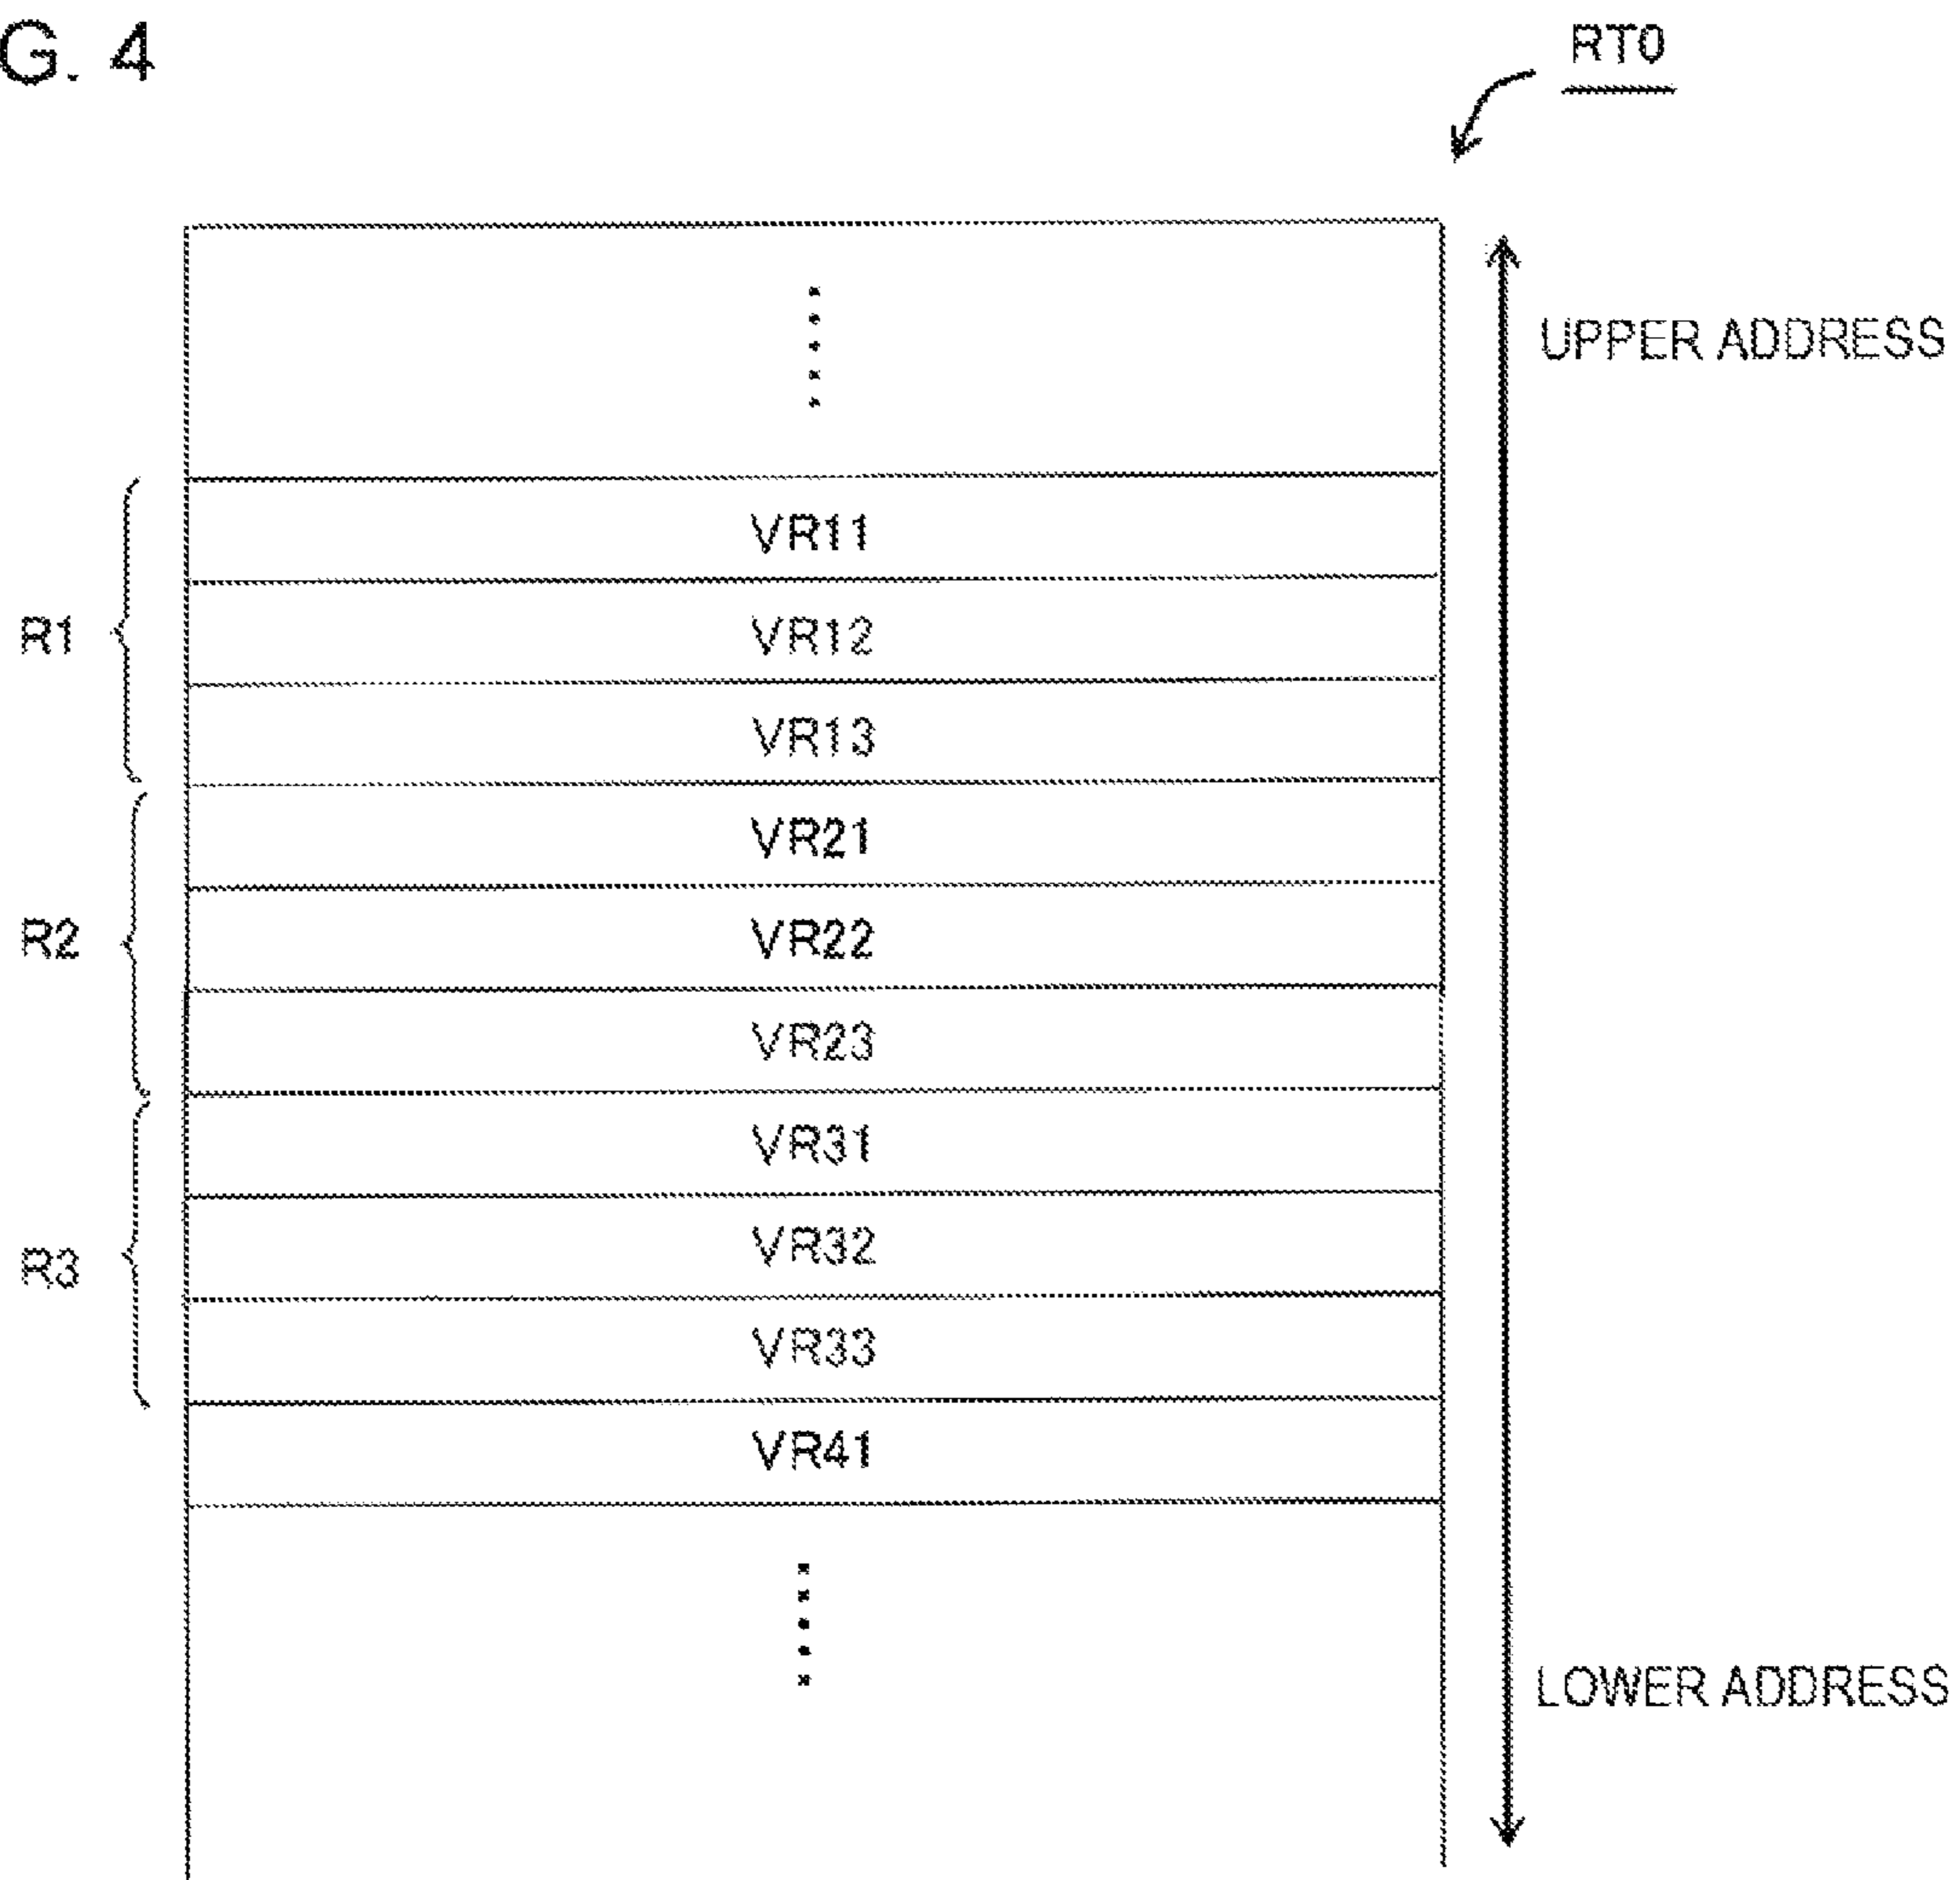 G. 4
RT0
UPPER ADDRESS
VR11
R1
VR12
VR13
VR21
R2
VR22
VR23
VR31
R3
VR32
VR33
VR41
LOWER ADDRESS